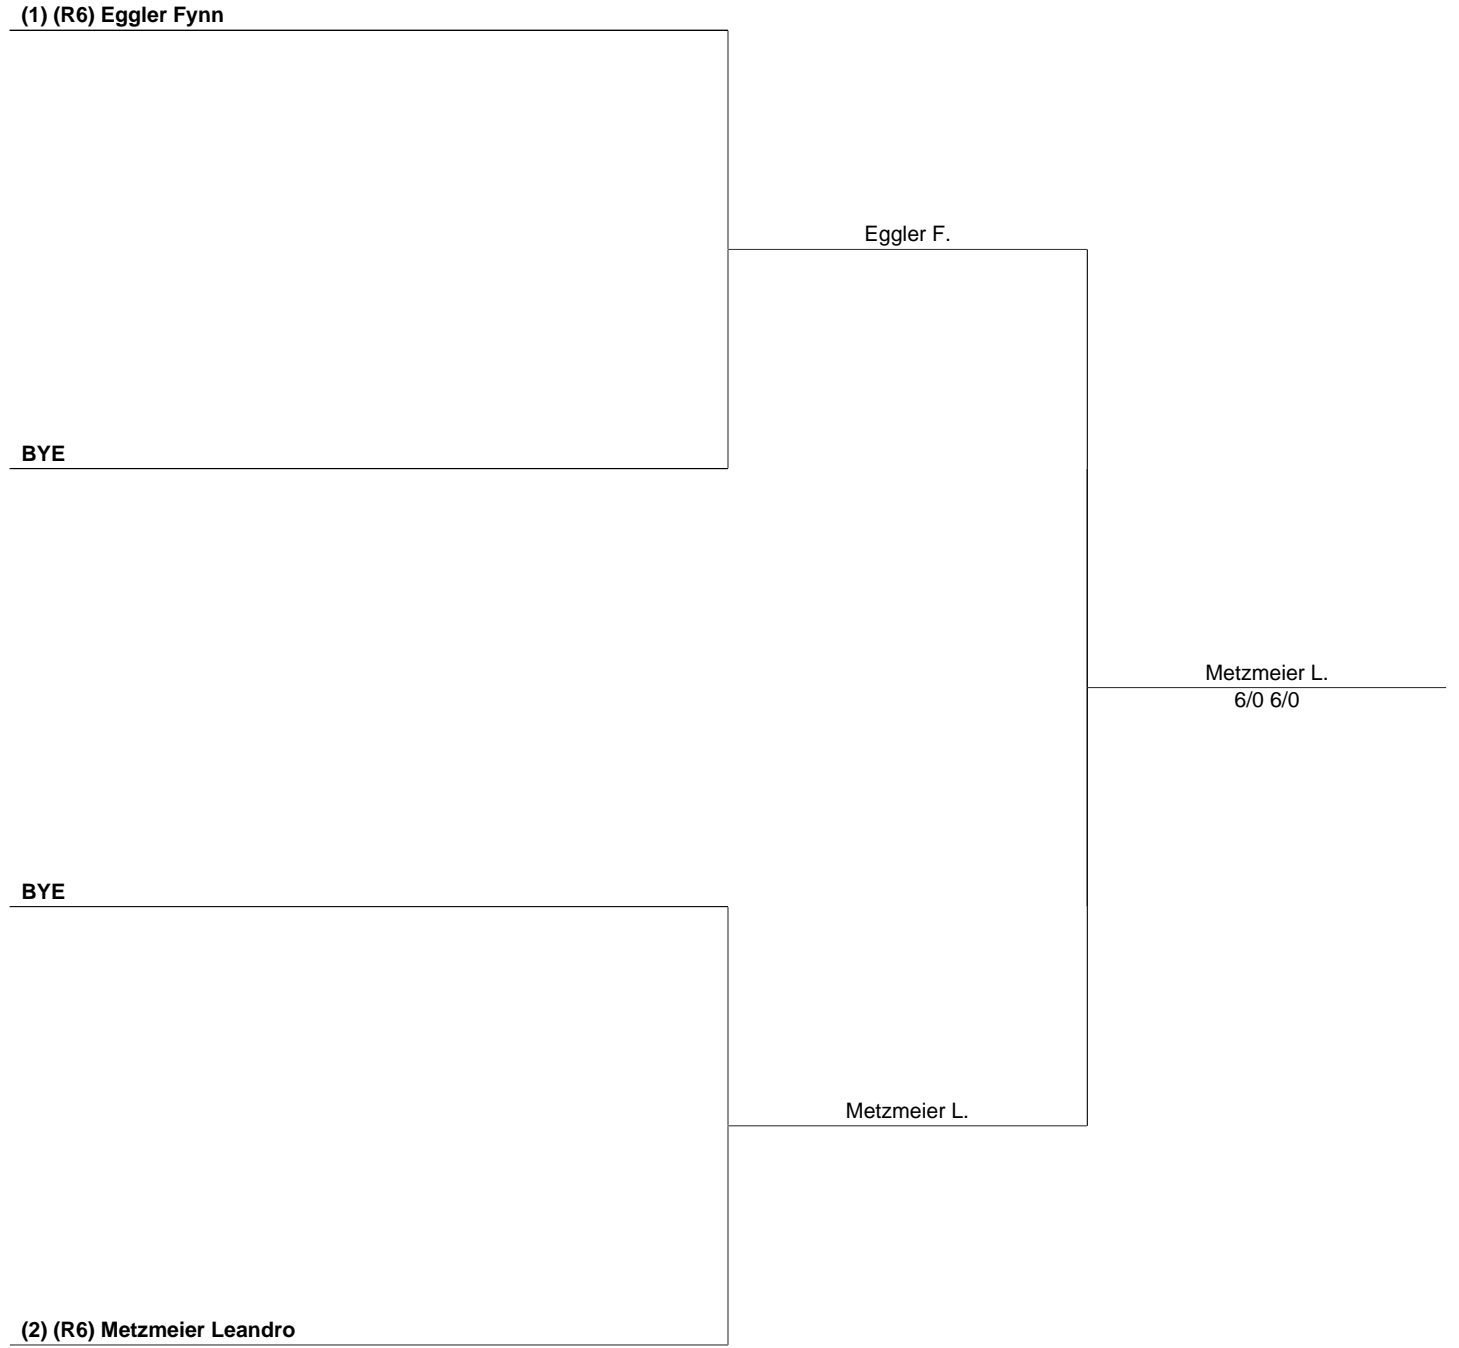 (1) (R6) Eggler Fynn
Eggler F.
BYE
Metzmeier L.
6/0 6/0
BYE
Metzmeier L.
(2) (R6) Metzmeier Leandro